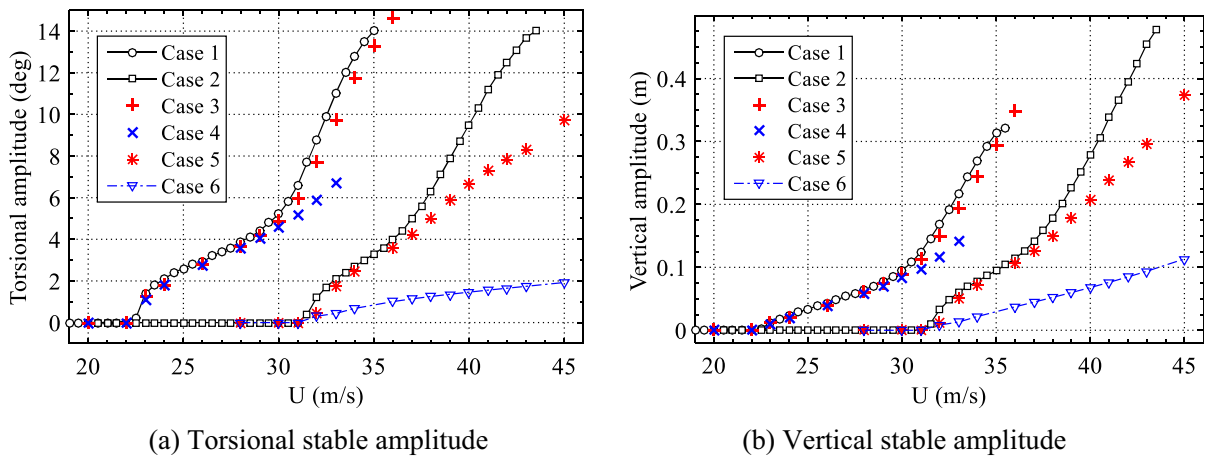 14
12
10
8
6
4
2
0
Torsional amplitude (deg)
Case 1
Case 2
Case 3
Case 4
Case 5
Case 6
20 25 30 35 40 45
U (m/s)
(a) Torsional stable amplitude
0.4
0.3
0.2
0.1
0
Vertical amplitude (m)
Case 1
Case 2
Case 3
Case 4
Case 5
Case 6
20 25 30 35 40 45
U (m/s)
(b) Vertical stable amplitude